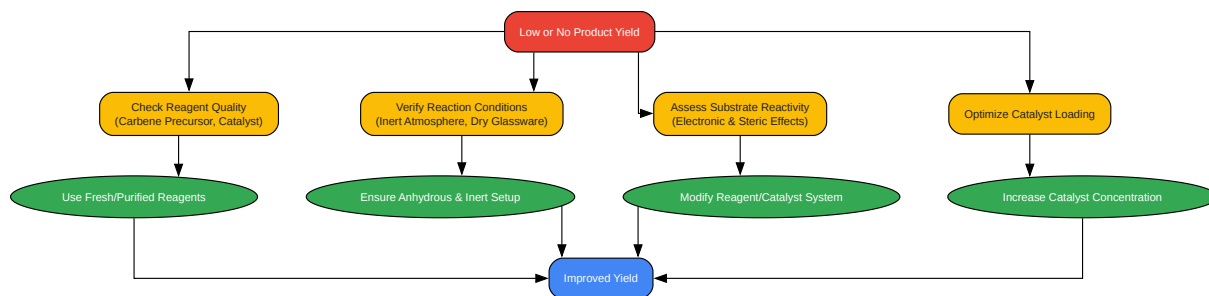 Low or No Product Yield
Check Reagent Quality
(Carbene Precursor, Catalyst)
Verify Reaction Conditions
(Inert Atmosphere, Dry Glassware)
Assess Substrate Reactivity
(Electronic & Steric Effects)
Optimize Catalyst Loading
Use Fresh/Purified Reagents
Ensure Anhydrous & Inert Setup
Modify Reagent/Catalyst System
Increase Catalyst Concentration
Improved Yield